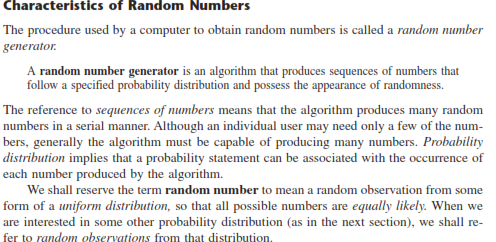 Characteristics of Random Numbers
The procedure used by a computer to obtain random numbers is called a random number
generator.
A random number generator is an algorithm that produces sequences of numbers that
follow a specified probability distribution and possess the appearance of randomness.
The reference to sequences of numbers means that the algorithm produces many random
numbers in a serial manner. Although an individual user may need only a few of the num-
bers, generally the algorithm must be capable of producing many numbers. Probability
distribution implies that a probability statement can be associated with the occurrence of
each number produced by the algorithm.
We shall reserve the term random number to mean a random observation from some
form of a uniform distribution, so that all possible numbers are equally likely. When we
are interested in some other probability distribution (as in the next section), we shall re-
fer to random observations from that distribution.